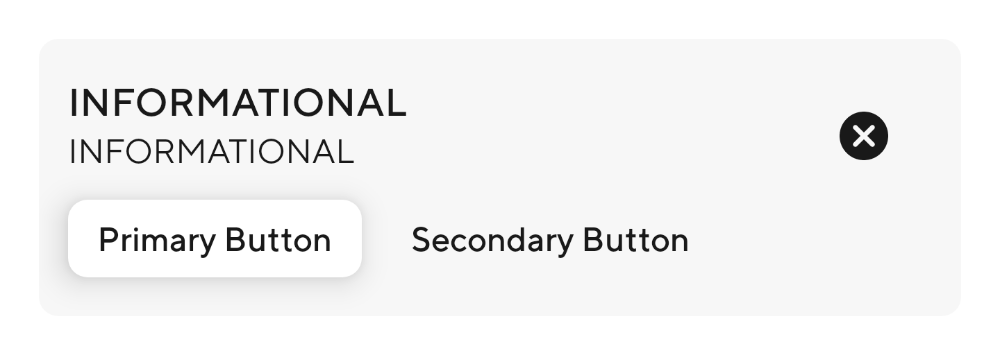 INFORMATIONAL
INFORMATIONAL
Primary Button
Secondary Button